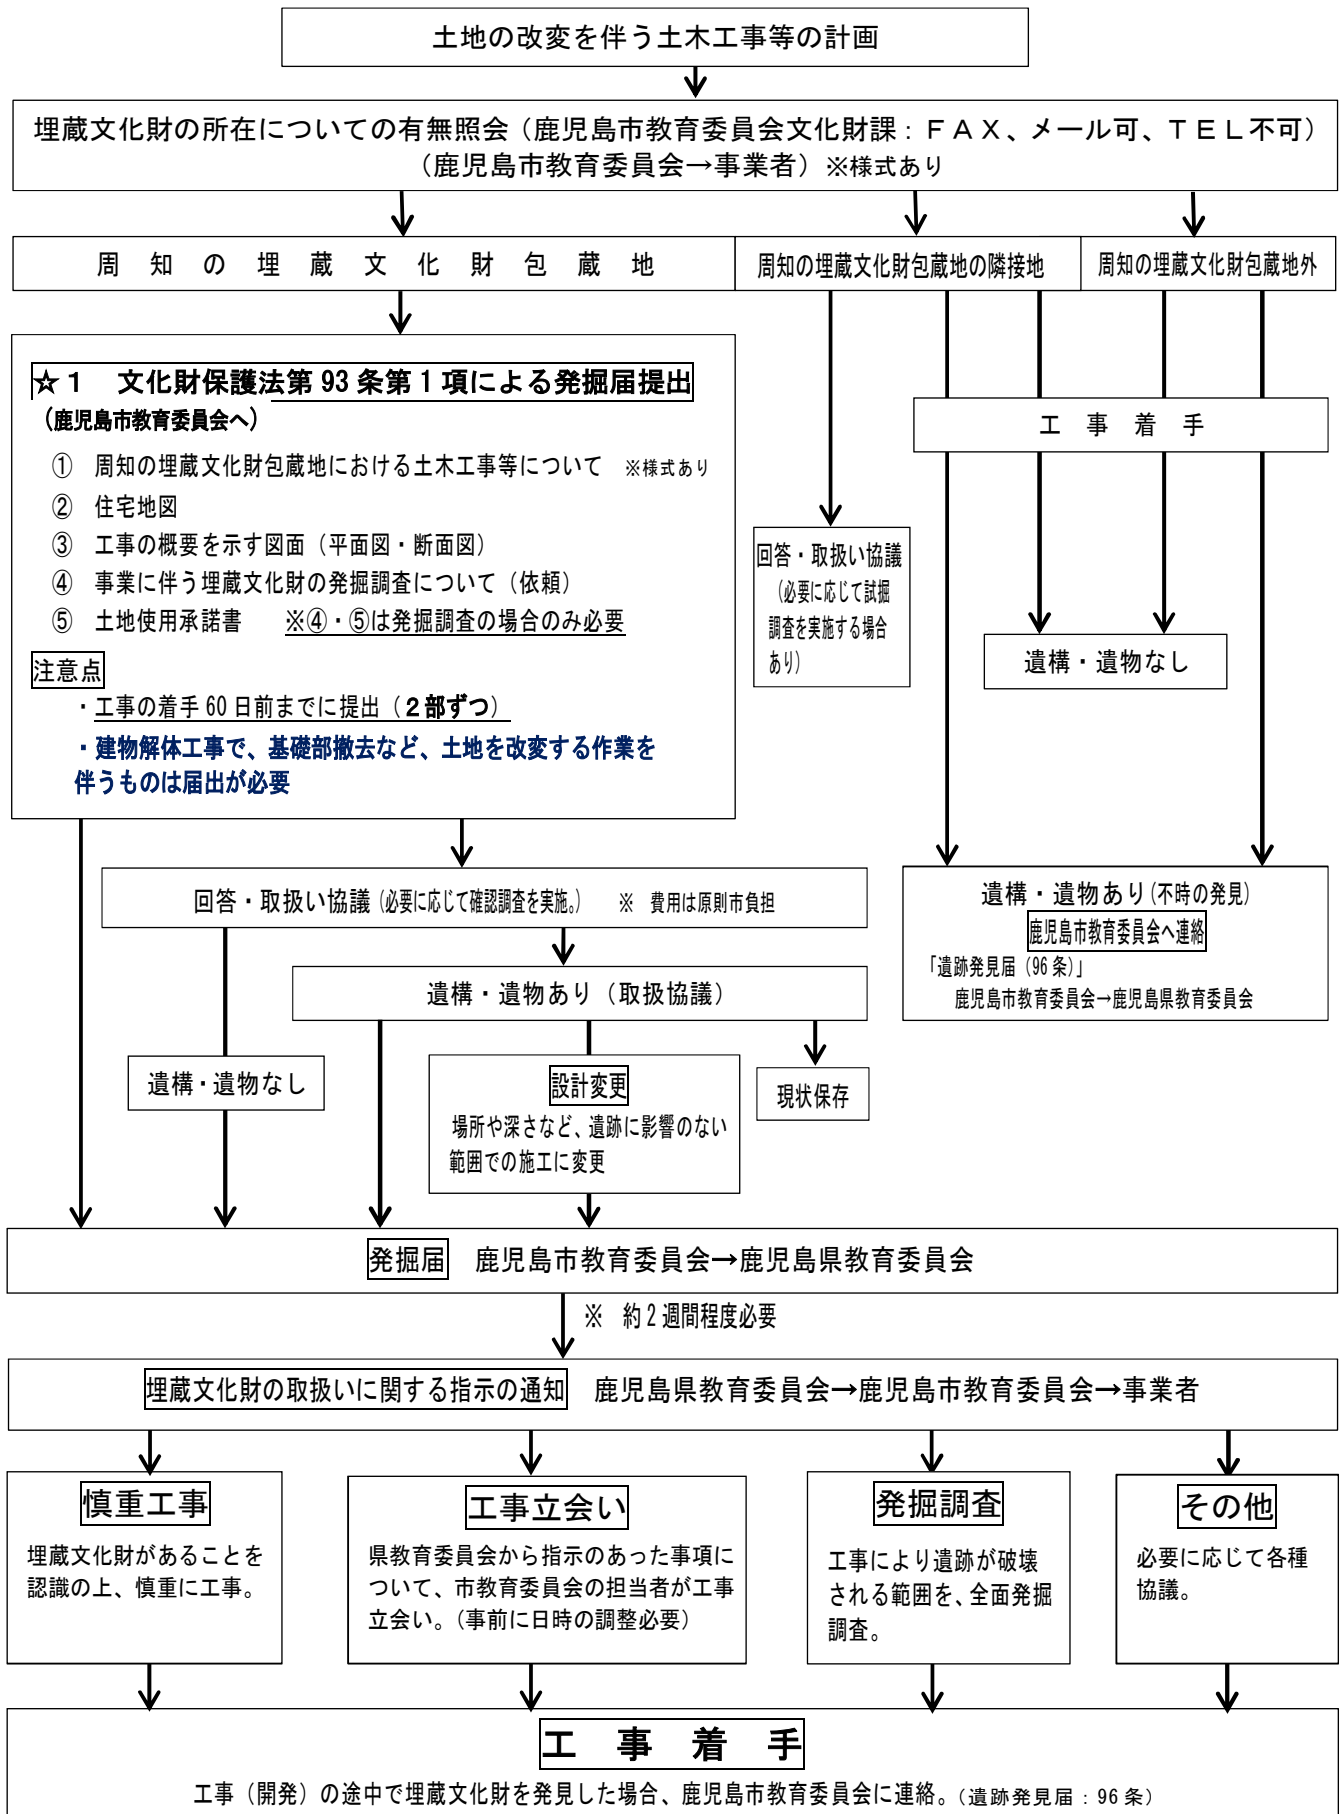 土地の改変を伴う土木工事等の計画
埋蔵文化財の所在についての有無照会（鹿児島市教育委員会文化財課：ＦＡＸ、メール可、ＴＥＬ不可）
（鹿児島市教育委員会→事業者）※様式あり
周知の埋蔵文化財包蔵地
周知の埋蔵文化財包蔵地の隣接地
周知の埋蔵文化財包蔵地外
☆１　文化財保護法第93条第１項による発掘届提出
（鹿児島市教育委員会へ）
①　周知の埋蔵文化財包蔵地における土木工事等について　※様式あり
②　住宅地図
③　工事の概要を示す図面（平面図・断面図）
④　事業に伴う埋蔵文化財の発掘調査について（依頼）
⑤　土地使用承諾書　※④・⑤は発掘調査の場合のみ必要
注意点
・工事の着手60日前までに提出（２部ずつ）
・建物解体工事で、基礎部撤去など、土地を改変する作業を
伴うものは届出が必要
工事着手
回答・取扱い協議
（必要に応じて試掘
調査を実施する場合
あり）
遺構・遺物なし
遺構・遺物あり（不時の発見）
鹿児島市教育委員会へ連絡
「遺跡発見届（96条）」
鹿児島市教育委員会→鹿児島県教育委員会
回答・取扱い協議（必要に応じて確認調査を実施。）　※　費用は原則市負担
遺構・遺物あり（取扱協議）
遺構・遺物なし
設計変更
場所や深さなど、遺跡に影響のない
範囲での施工に変更
現状保存
発掘届　鹿児島市教育委員会→鹿児島県教育委員会
※　約２週間程度必要
埋蔵文化財の取扱いに関する指示の通知　鹿児島県教育委員会→鹿児島市教育委員会→事業者
慎重工事
埋蔵文化財があることを
認識の上、慎重に工事。
工事立会い
県教育委員会から指示のあった事項に
ついて、市教育委員会の担当者が工事
立会い。（事前に日時の調整必要）
発掘調査
工事により遺跡が破壊
される範囲を、全面発掘
調査。
その他
必要に応じて各種
協議。
工事着手
工事（開発）の途中で埋蔵文化財を発見した場合、鹿児島市教育委員会に連絡。（遺跡発見届：96条）